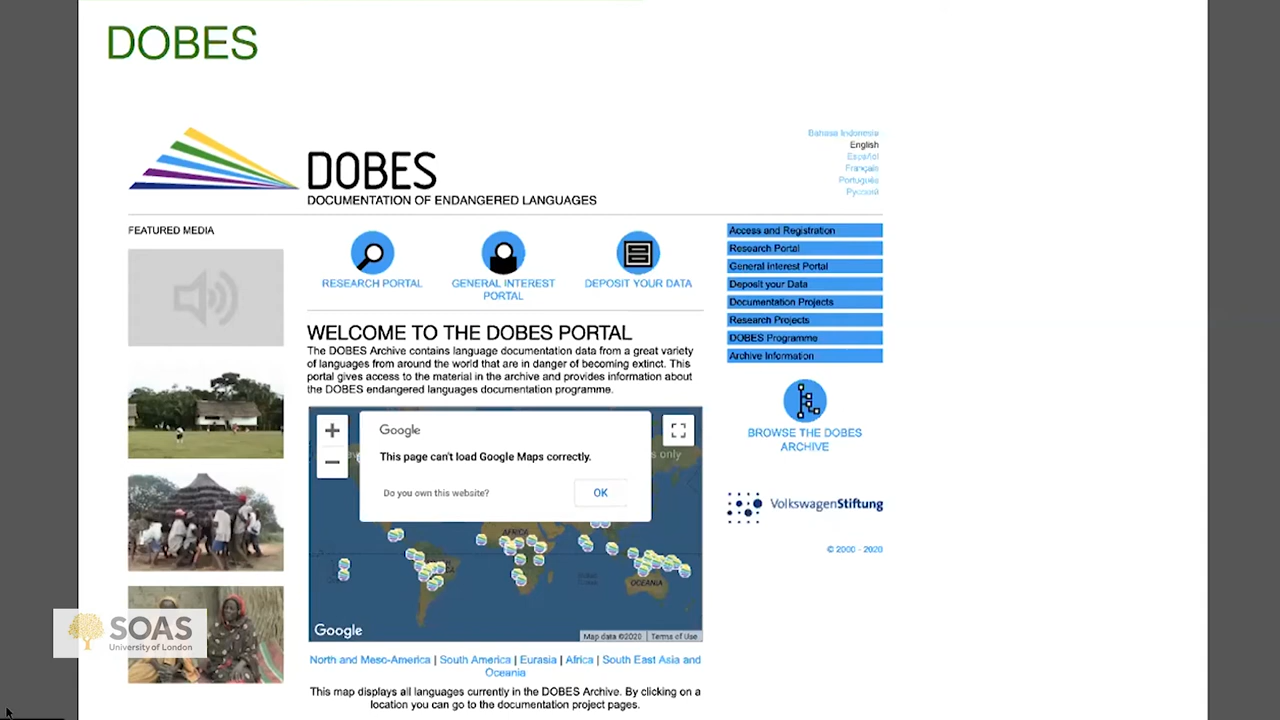 DOBES
DOBES
DOCUMENTATION OF ENDANGERED LANGUAGES
Bahasa Indonesia
English
Español
Français
Português
Русский
FEATURED MEDIA
RESEARCH PORTAL
GENERAL INTEREST
PORTAL
DEPOSIT YOUR DATA
WELCOME TO THE DOBES PORTAL
The DOBES Archive contains language documentation data from a great variety
of languages from around the world that are in danger of becoming extinct. This
portal gives access to the material in the archive and provides information about
the DOBES endangered languages documentation programme.
Google
This page can't load Google Maps correctly.
Do you own this website?
OK
s only
AFRICA
OCEANIA
Google
Map data ©2020
Terms of Use
North and Meso-America | South America | Eurasia | Africa | South East Asia and
Oceania
This map displays all languages currently in the DOBES Archive. By clicking on a
location you can go to the documentation project pages.
Access and Registration
Research Portal
General Interest Portal
Deposit your Data
Documentation Projects
Research Projects
DOBES Programme
Archive Information
BROWSE THE DOBES
ARCHIVE
VolkswagenStiftung
© 2000 - 2020
SOAS
University of London